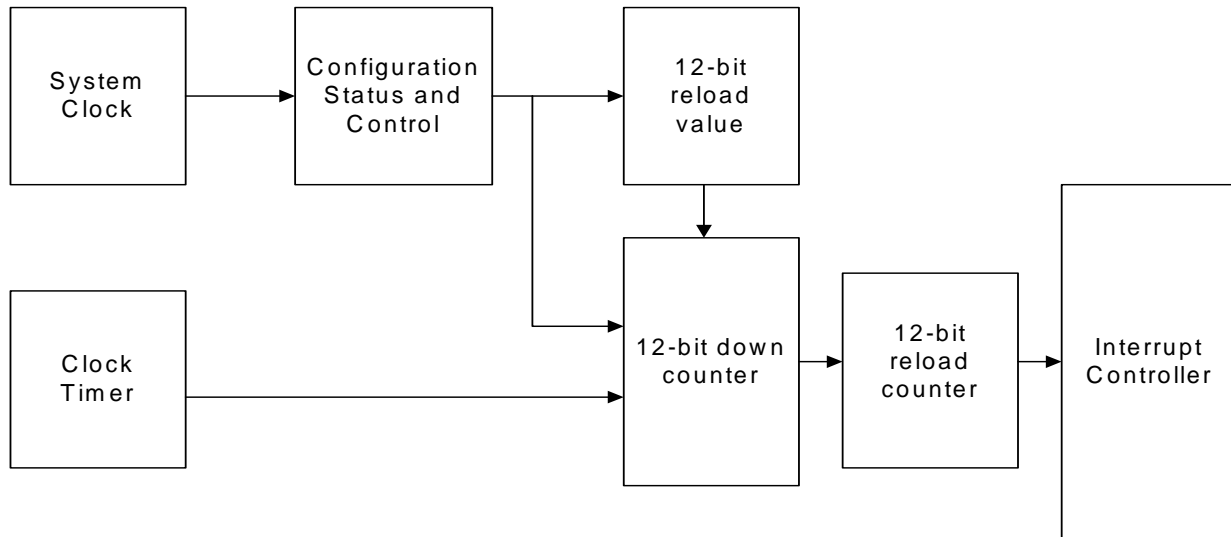 System
Clock
Configuration
Status and
Control
12-bit
reload
value
Clock
Timer
12-bit down
counter
12-bit
reload
counter
Interrupt
Controller